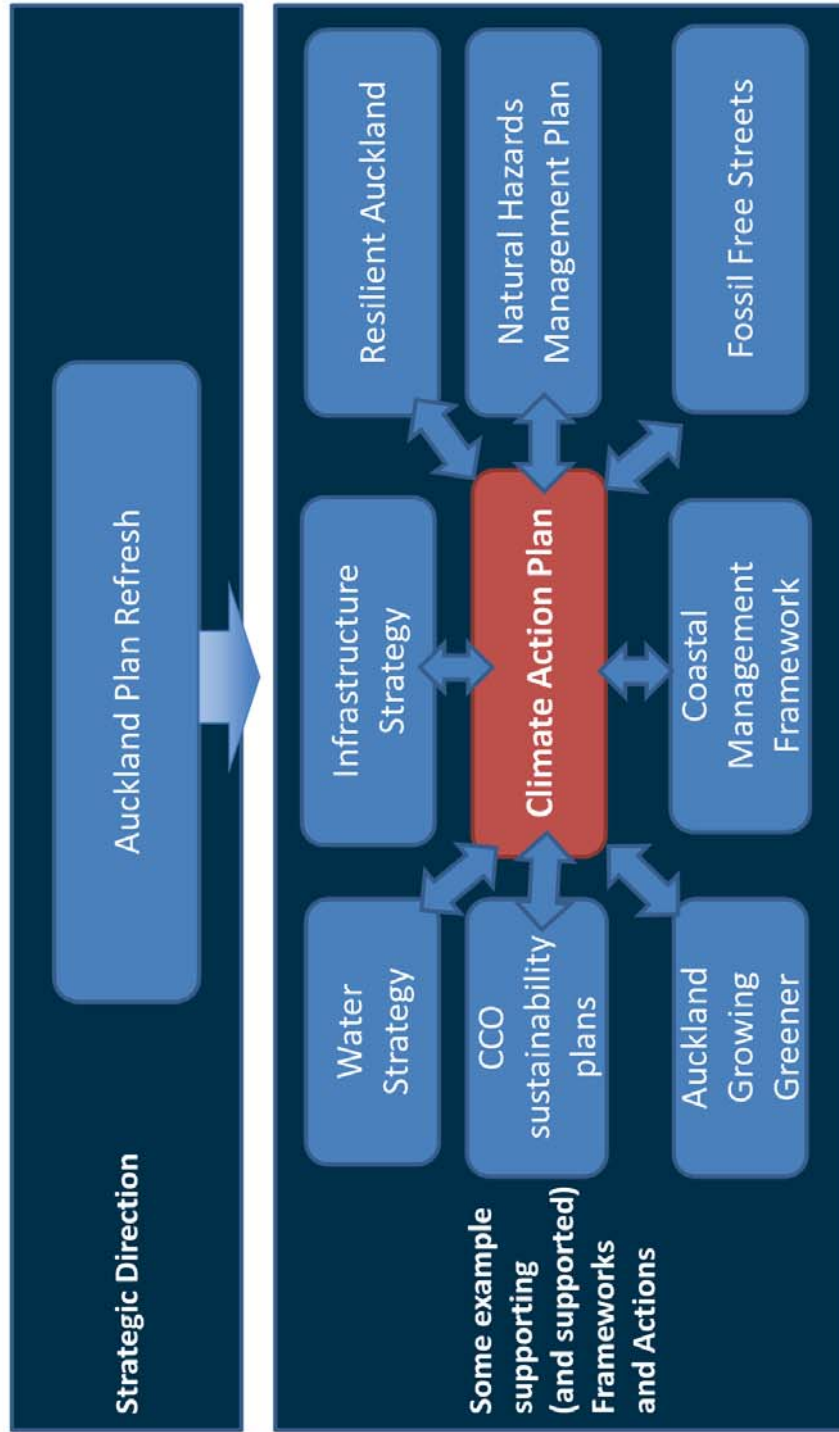 Strategic Direction
Auckland Plan Refresh
Some example
supporting
(and supported)
Frameworks
and Actions
Water
Strategy
Infrastructure
Strategy
Resilient Auckland
CCO
sustainability
plans
Climate Action Plan
Natural Hazards
Management Plan
Auckland
Growing
Greener
Coastal
Management
Framework
Fossil Free Streets